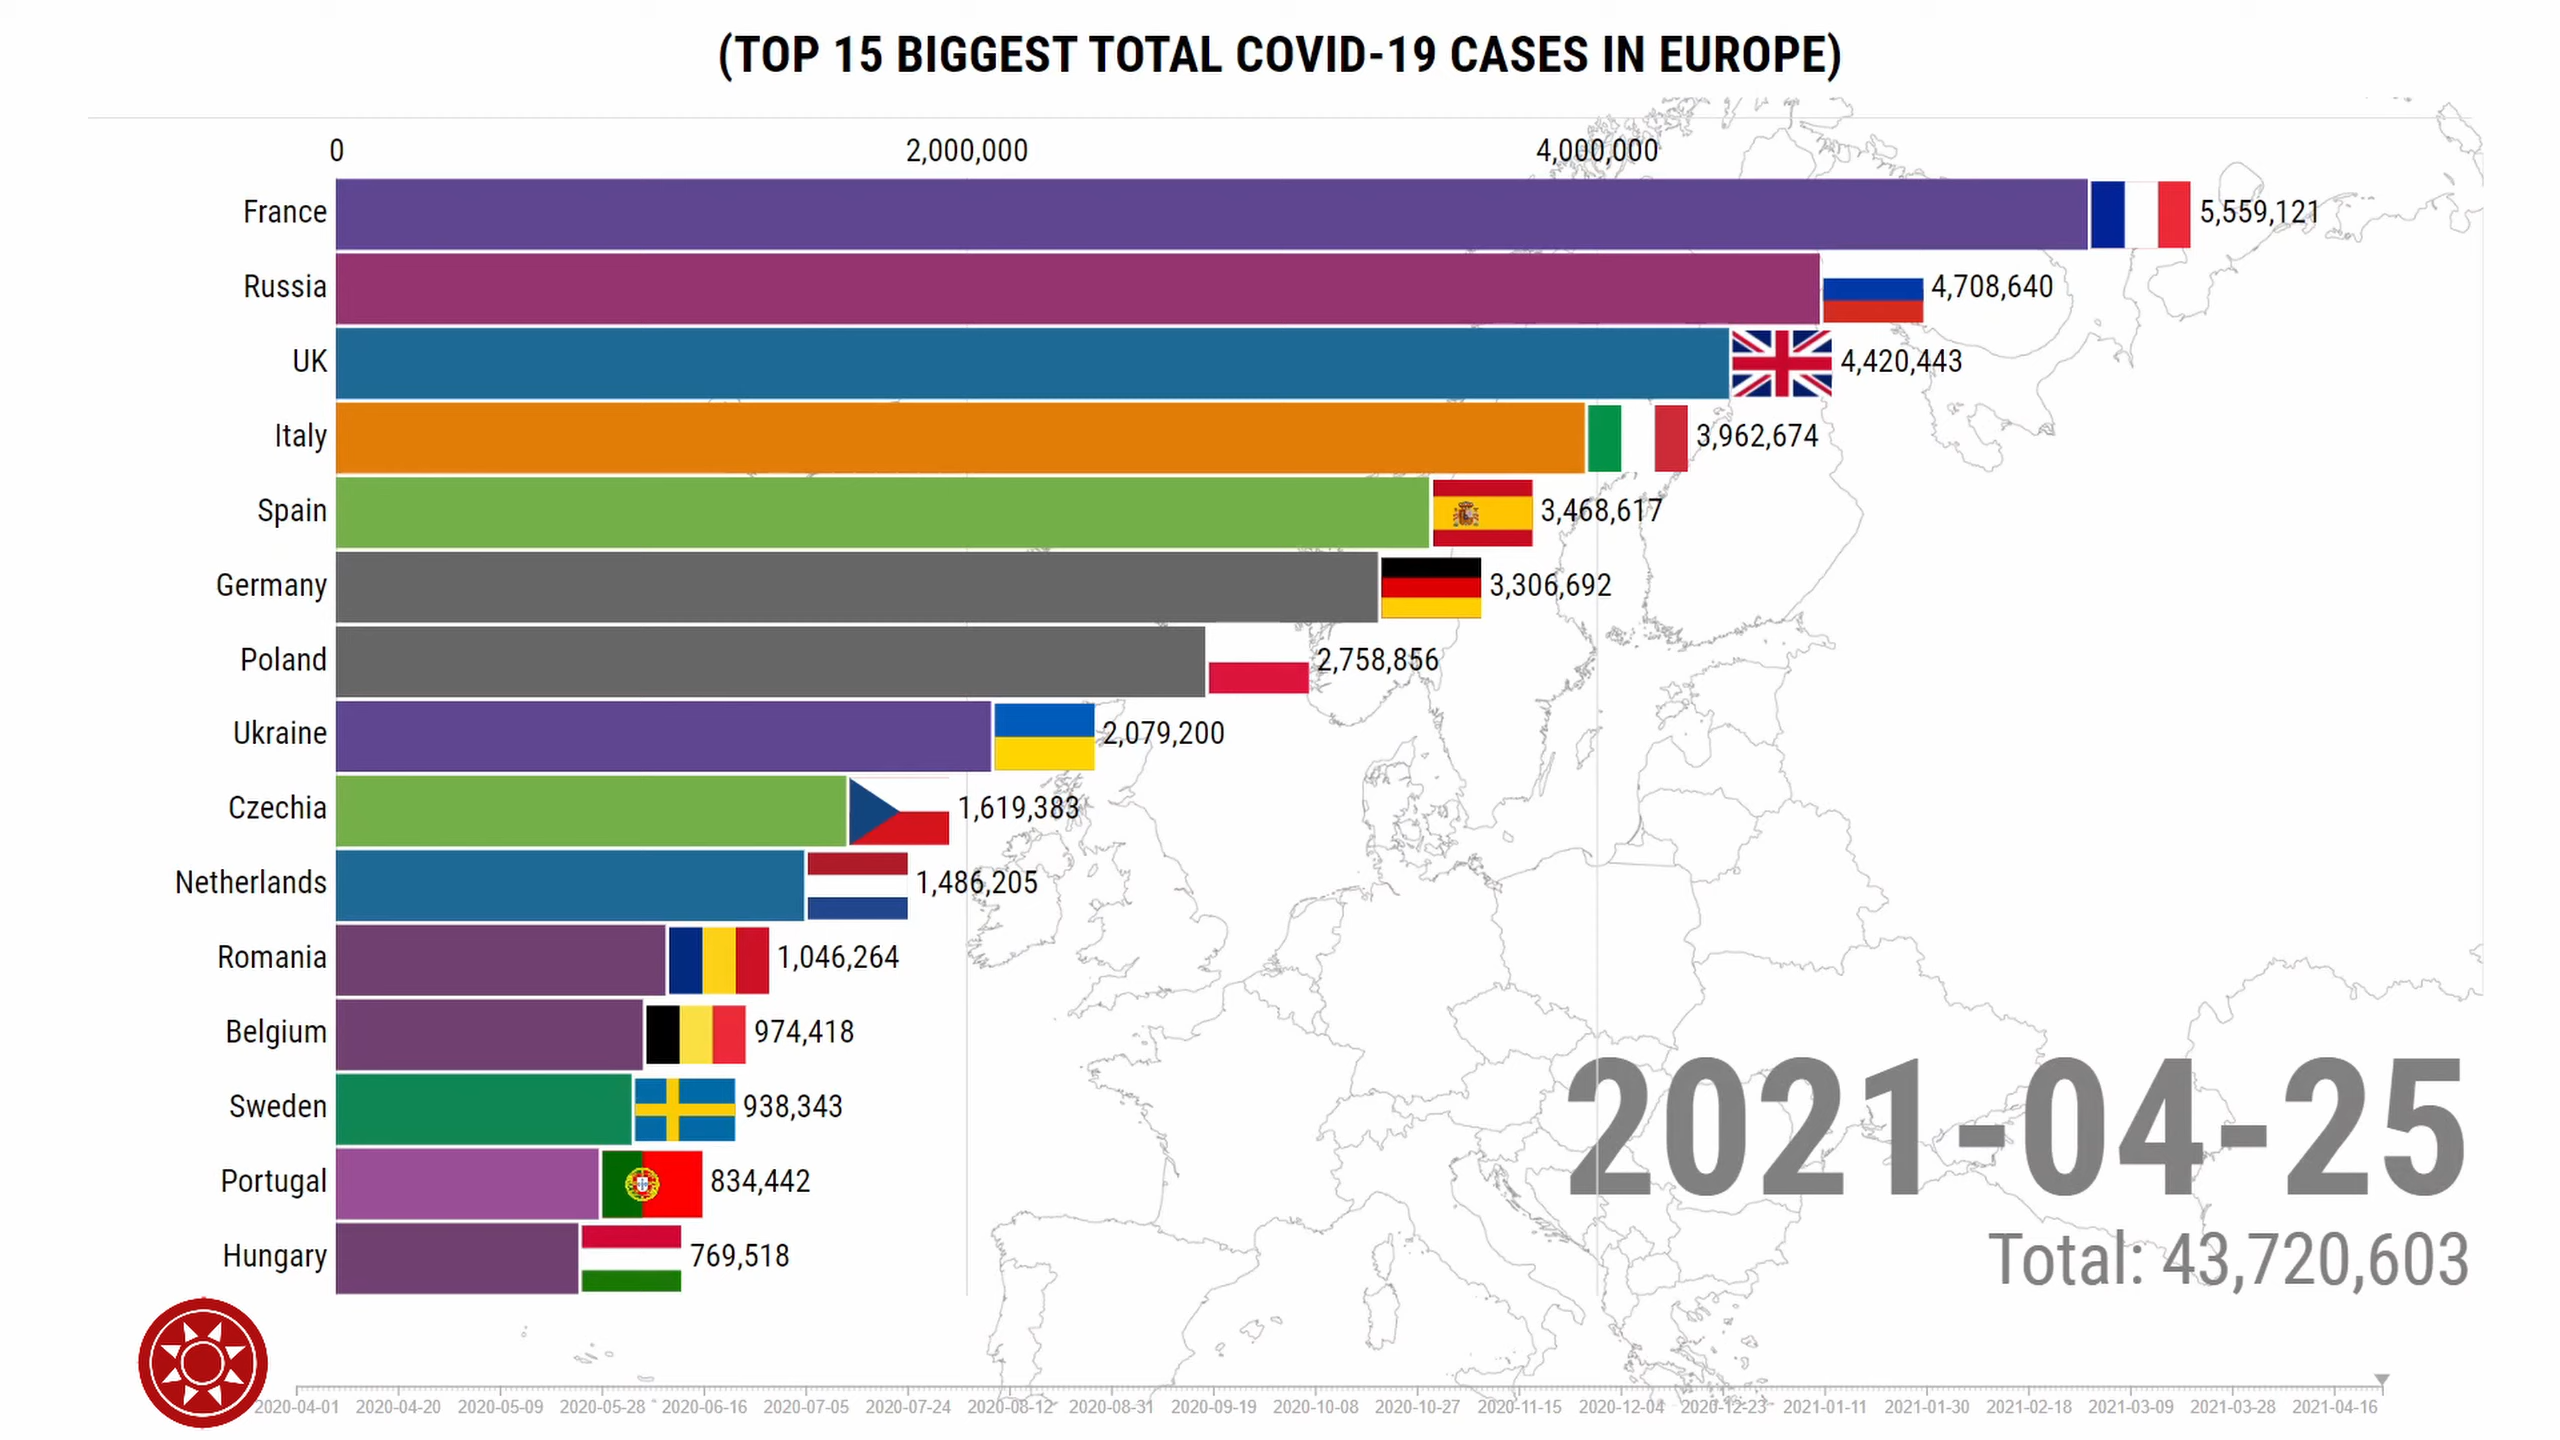 (TOP 15 BIGGEST TOTAL COVID-19 CASES IN EUROPE)
0 2,000,000 4,000,000
France 5,559,121
Russia 4,708,640
UK 4,420,443
Italy 3,962,674
Spain 3,468,617
Germany 3,306,692
Poland 2,758,856
Ukraine 2,079,200
Czechia 1,619,383
Netherlands 1,486,205
Romania 1,046,264
Belgium 974,418
Sweden 938,343
Portugal 834,442
Hungary 769,518
2021-04-25
Total: 43,720,603
2020-04-01 2020-04-20 2020-05-09 2020-05-28 2020-06-16 2020-07-05 2020-07-24 2020-08-12 2020-08-31 2020-09-19 2020-10-08 2020-10-27 2020-11-15 2020-12-04 2020-12-23 2021-01-11 2021-01-30 2021-02-18 2021-03-09 2021-03-28 2021-04-16